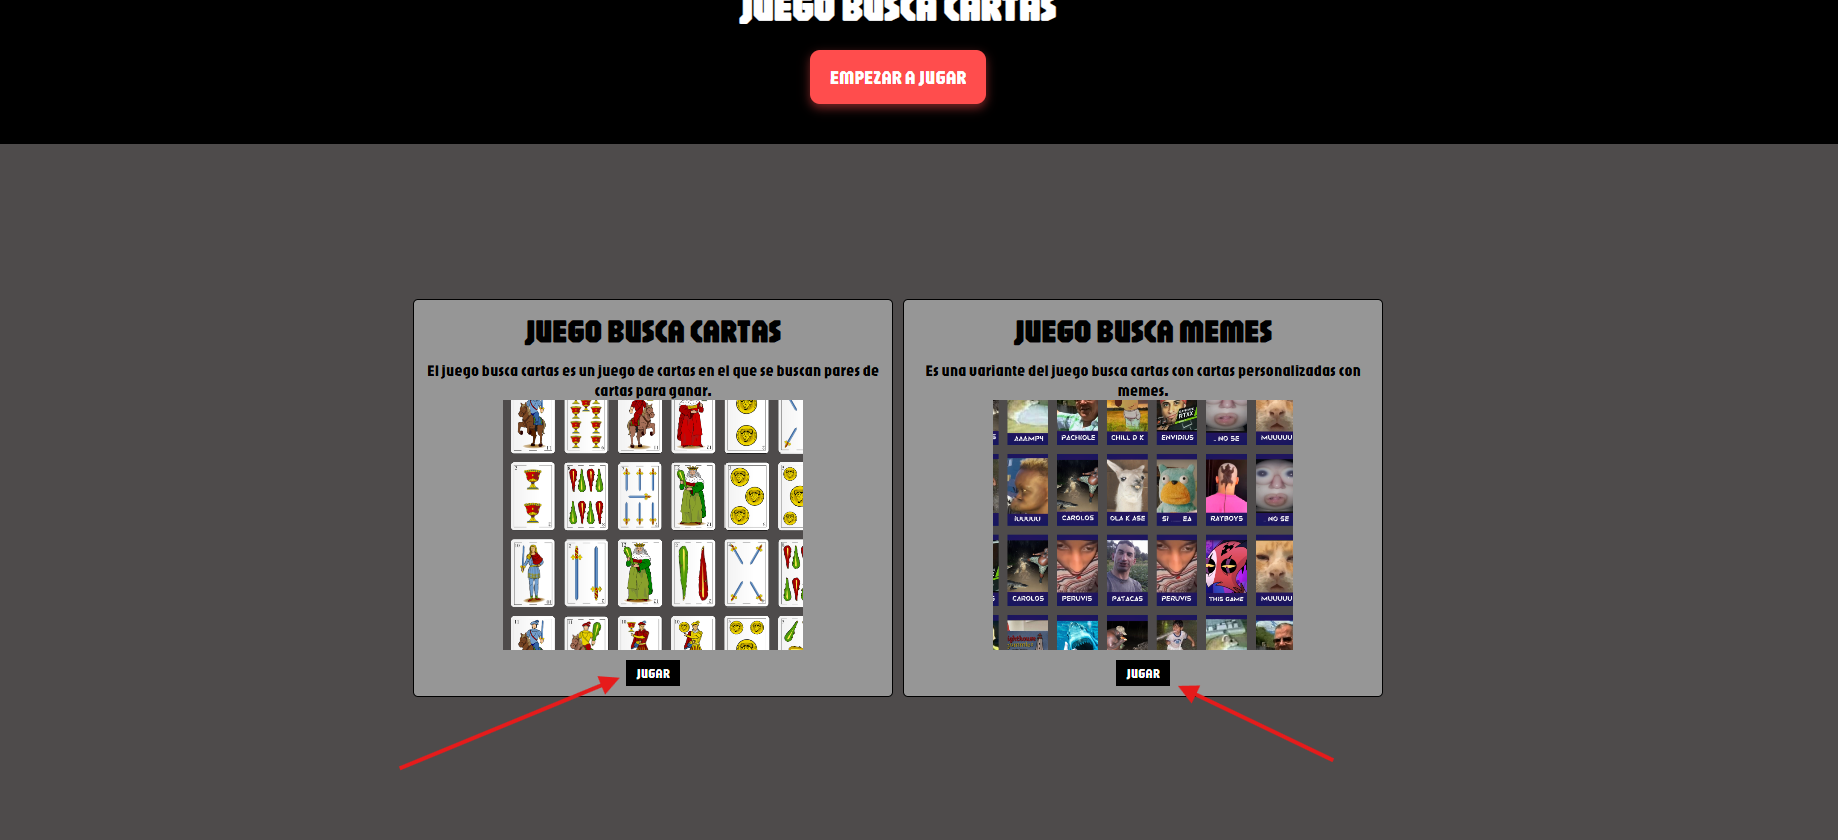 JUEGO BUSCA CARTAS
EMPEZAR A JUGAR
JUEGO BUSCA CARTAS
El juego busca cartas es un juego de cartas en el que se buscan pares de
cartas para ganar.
JUGAR
JUEGO BUSCA MEMES
Es una variante del juego busca cartas con cartas personalizadas con
memes.
AAAMP4
PACHIOLE
CHILL D K
ENVIDIUS
. NO SE
MUUUUU
CAROLOS
OLA K ASE
SI __ EA
RATBOYS
NO SE
CAROLOS
PERUVIS
PATACAS
PERUVIS
THIS GAME
MUUUUU
JUGAR